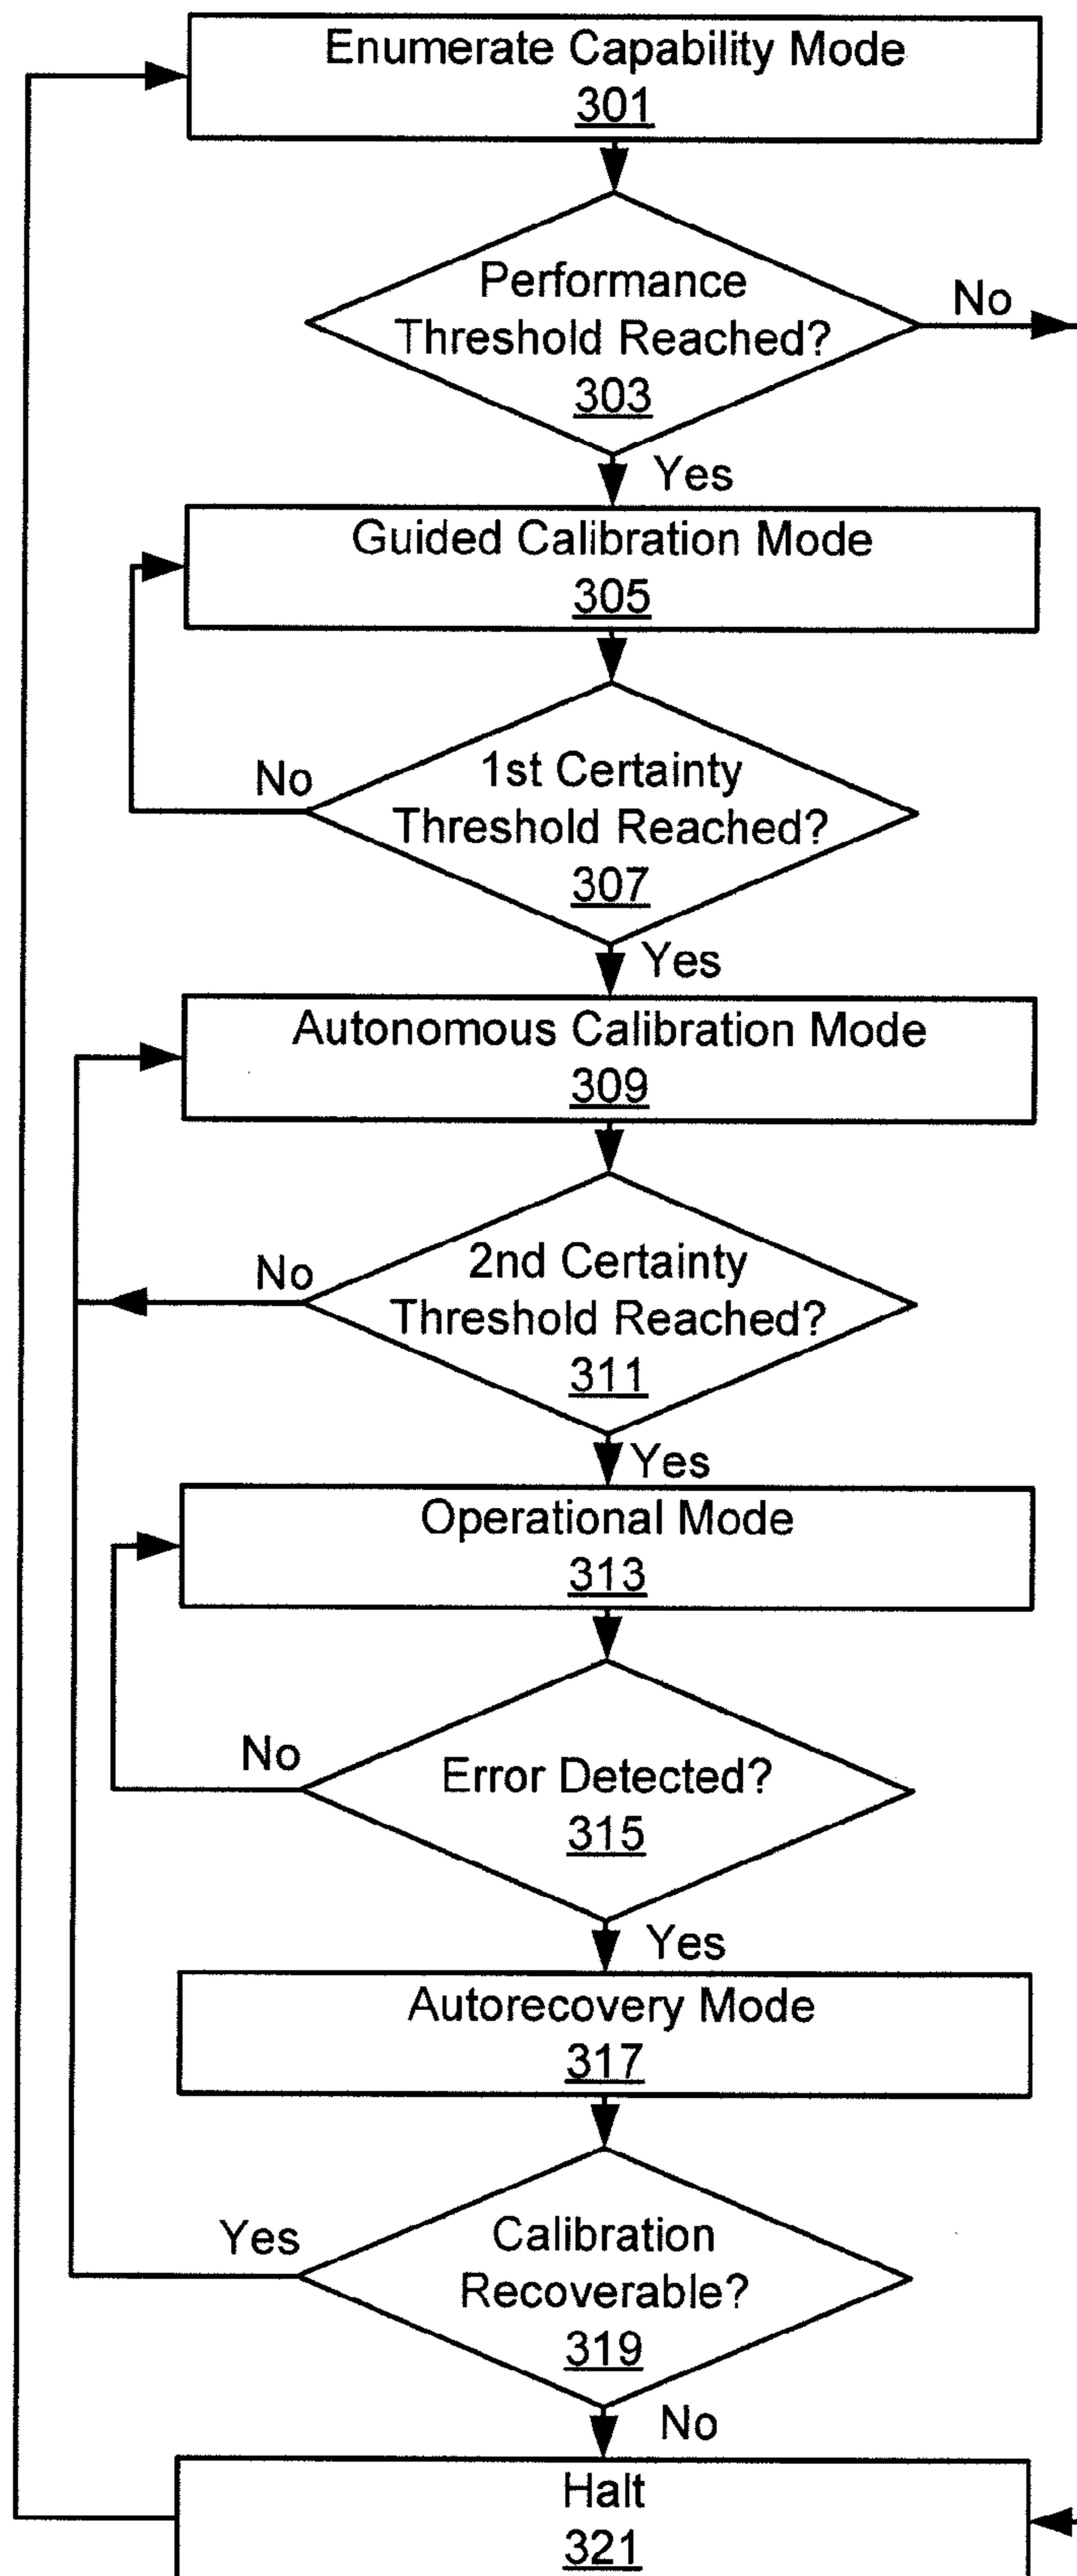 Enumerate Capability Mode
301
Performance
Threshold Reached?
303
No
Yes
Guided Calibration Mode
305
No
1st Certainty
Threshold Reached?
307
Yes
Autonomous Calibration Mode
309
No
2nd Certainty
Threshold Reached?
311
Yes
Operational Mode
313
No
Error Detected?
315
Yes
Autorecovery Mode
317
Yes
Calibration
Recoverable?
319
No
Halt
321